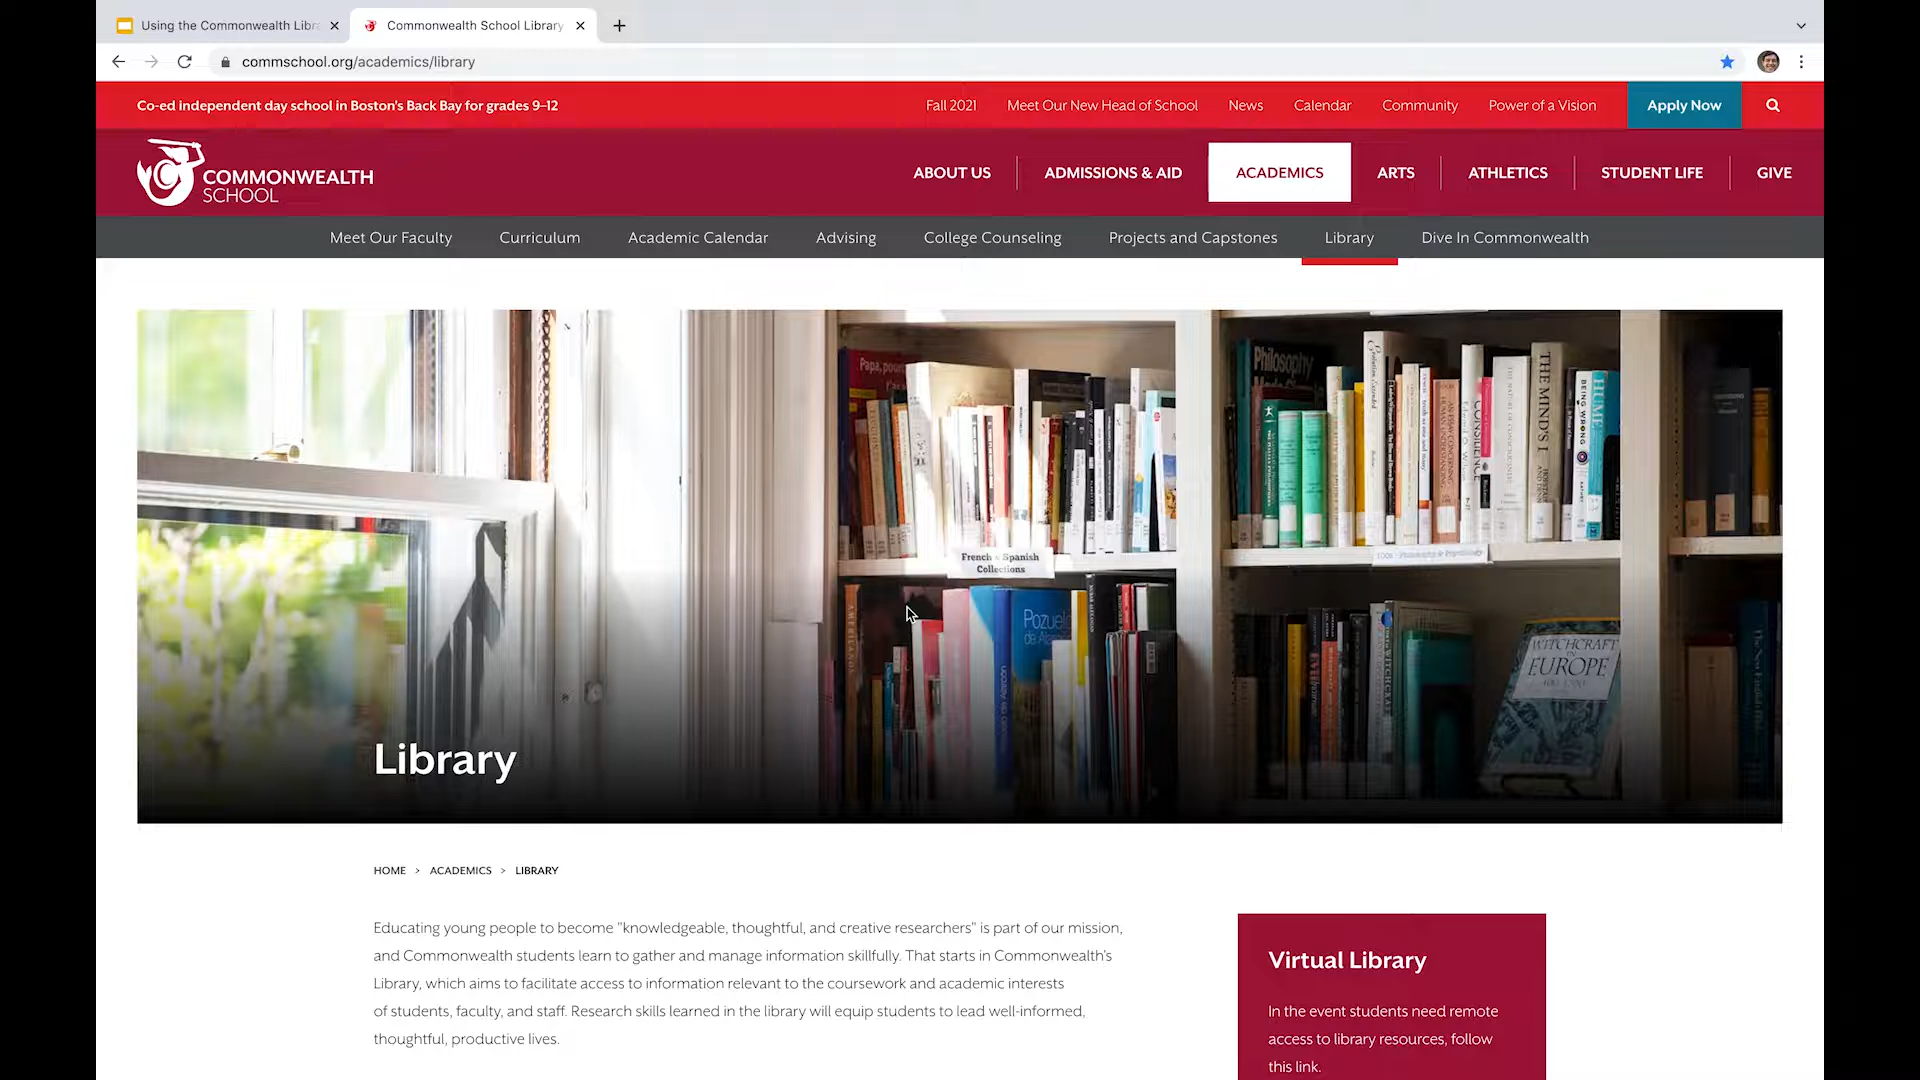 Using the Commonwealth Libr
Commonwealth School Library
commschool.org/academics/library
Co-ed independent day school in Boston's Back Bay for grades 9–12
Fall 2021 Meet Our New Head of School News Calendar Community Power of a Vision Apply Now
COMMONWEALTH
SCHOOL
ABOUT US ADMISSIONS & AID ACADEMICS ARTS ATHLETICS STUDENT LIFE GIVE
Meet Our Faculty Curriculum Academic Calendar Advising College Counseling Projects and Capstones Library Dive In Commonwealth
Papa, pour
Philosophy
THE MIND'S I
BEING WRONG
HUME
CONSILIENCE
French & Spanish
Collections
Pozuelo
WITCHCRAFT
EUROPE
Library
HOME > ACADEMICS > LIBRARY
Educating young people to become "knowledgeable, thoughtful, and creative researchers" is part of our mission,
and Commonwealth students learn to gather and manage information skillfully. That starts in Commonwealth's
Library, which aims to facilitate access to information relevant to the coursework and academic interests
of students, faculty, and staff. Research skills learned in the library will equip students to lead well-informed,
thoughtful, productive lives.
Virtual Library
In the event students need remote
access to library resources, follow
this link.